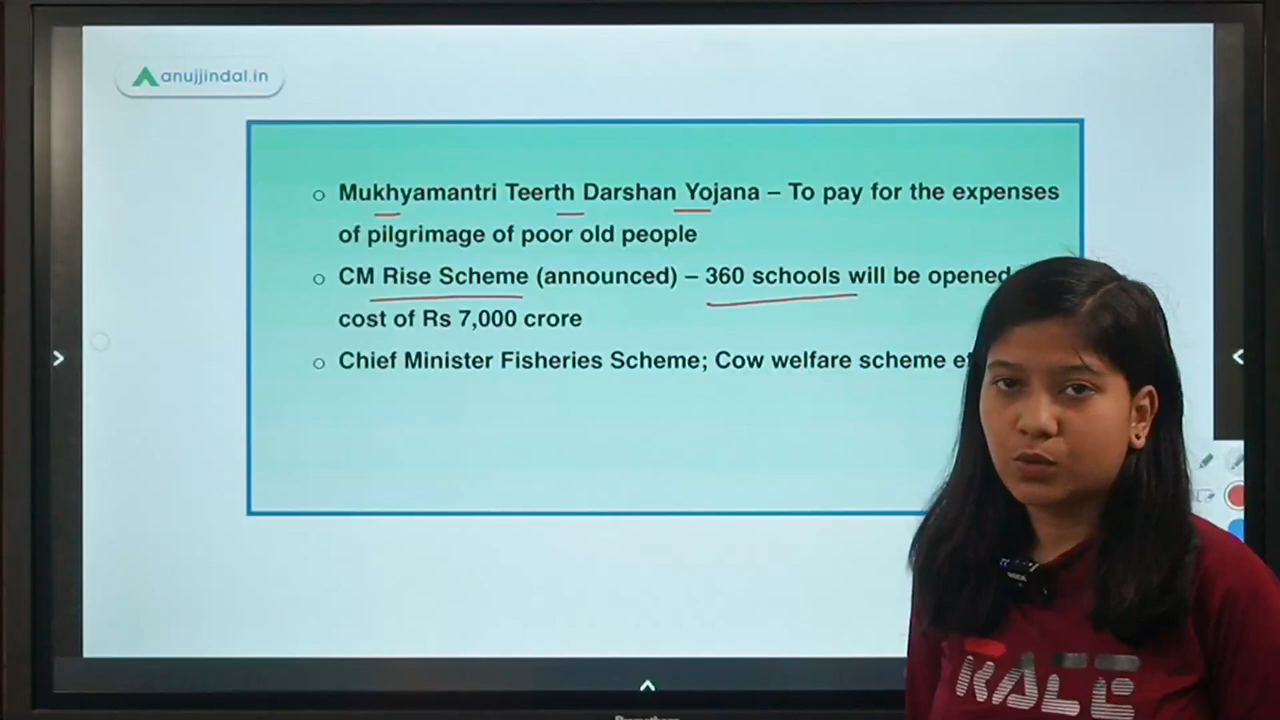 anujjindal.in
Mukhyamantri Teerth Darshan Yojana – To pay for the expenses
of pilgrimage of poor old people
CM Rise Scheme (announced) – 360 schools will be opened
cost of Rs 7,000 crore
Chief Minister Fisheries Scheme; Cow welfare scheme
RACE